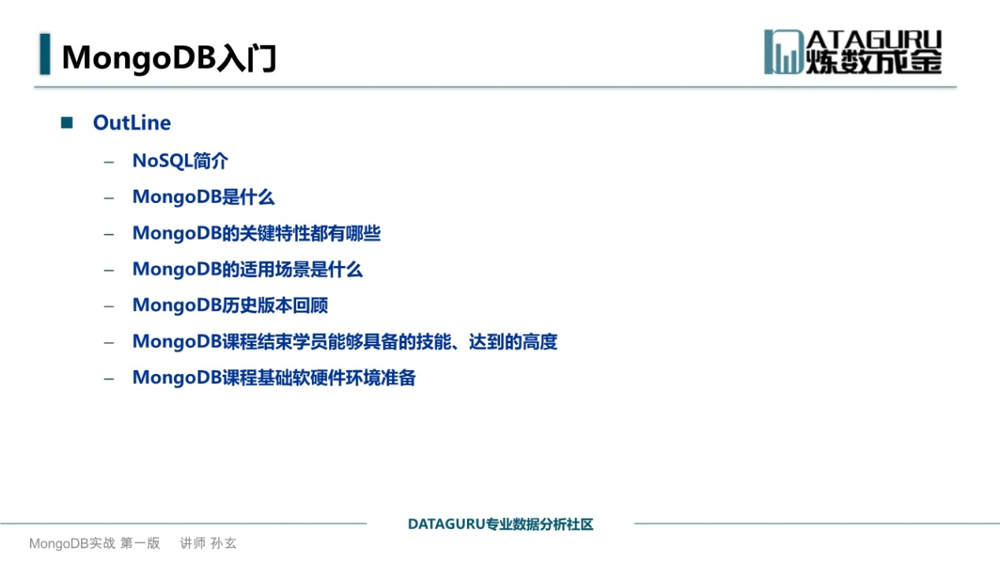 MongoDB入门
DATAGURU
炼数成金
■ OutLine
– NoSQL简介
– MongoDB是什么
– MongoDB的关键特性都有哪些
– MongoDB的适用场景是什么
– MongoDB历史版本回顾
– MongoDB课程结束学员能够具备的技能、达到的高度
– MongoDB课程基础软硬件环境准备
DATAGURU专业数据分析社区
MongoDB实战 第一版 讲师 孙玄